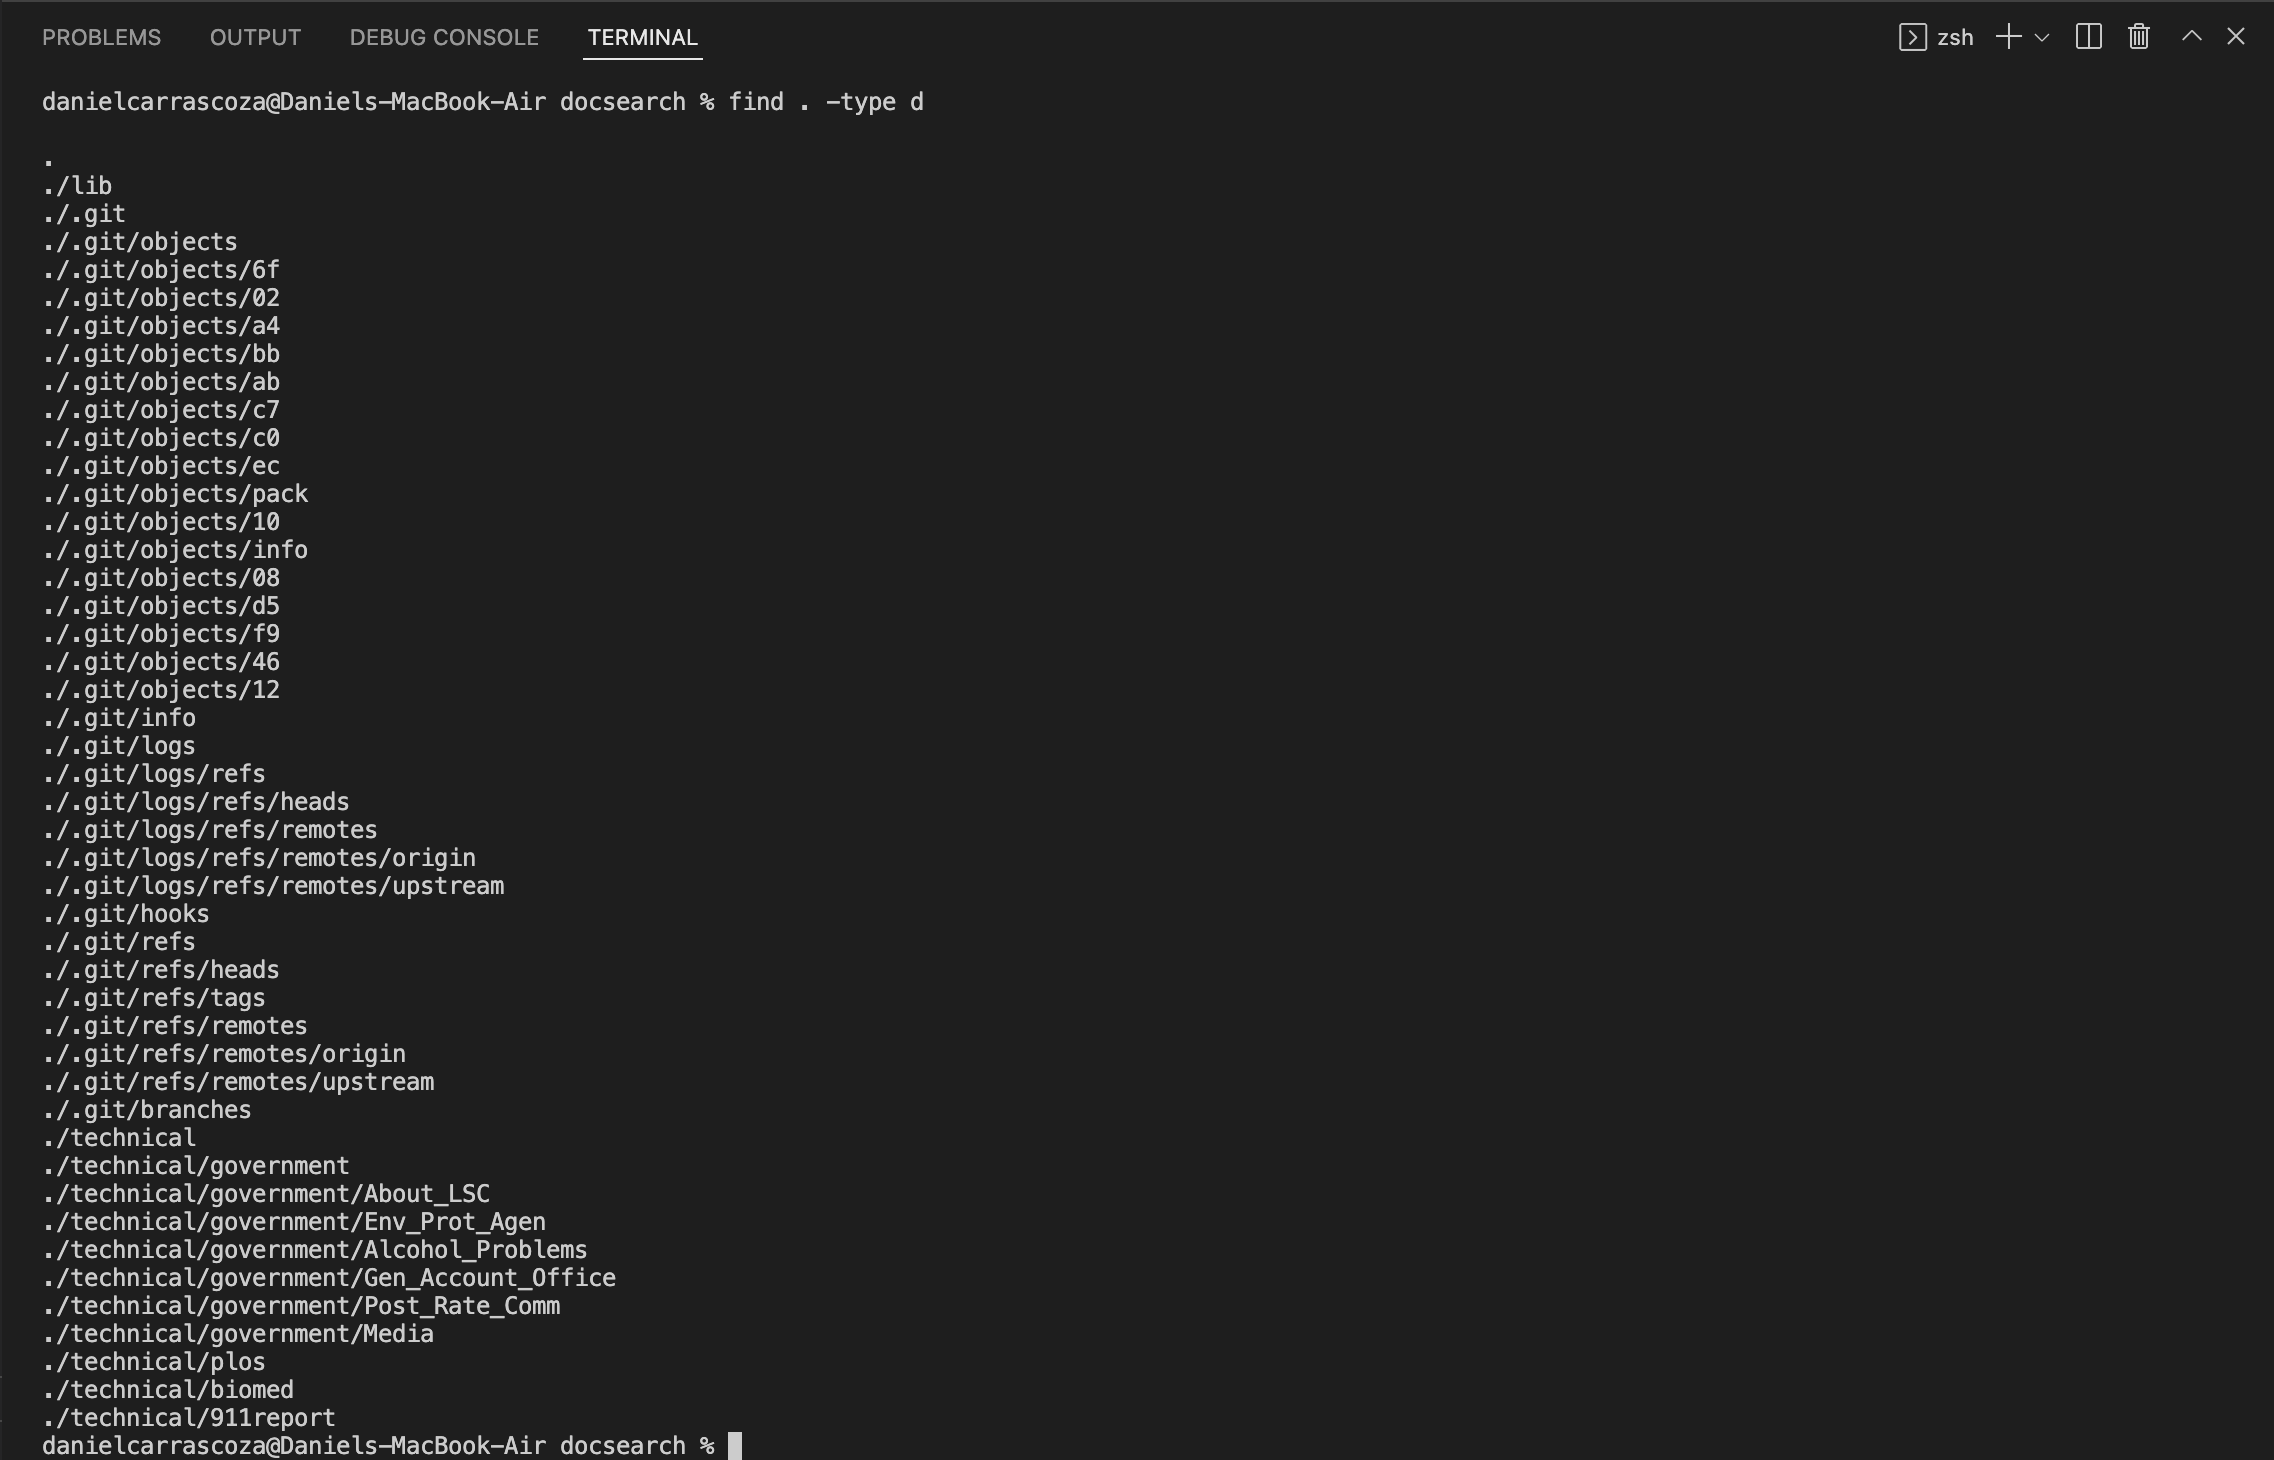 PROBLEMS OUTPUT DEBUG CONSOLE TERMINAL zsh
danielcarrascoza@Daniels-MacBook-Air docsearch % find . -type d
.
./lib
./.git
./.git/objects
./.git/objects/6f
./.git/objects/02
./.git/objects/a4
./.git/objects/bb
./.git/objects/ab
./.git/objects/c7
./.git/objects/c0
./.git/objects/ec
./.git/objects/pack
./.git/objects/10
./.git/objects/info
./.git/objects/08
./.git/objects/d5
./.git/objects/f9
./.git/objects/46
./.git/objects/12
./.git/info
./.git/logs
./.git/logs/refs
./.git/logs/refs/heads
./.git/logs/refs/remotes
./.git/logs/refs/remotes/origin
./.git/logs/refs/remotes/upstream
./.git/hooks
./.git/refs
./.git/refs/heads
./.git/refs/tags
./.git/refs/remotes
./.git/refs/remotes/origin
./.git/refs/remotes/upstream
./.git/branches
./technical
./technical/government
./technical/government/About_LSC
./technical/government/Env_Prot_Agen
./technical/government/Alcohol_Problems
./technical/government/Gen_Account_Office
./technical/government/Post_Rate_Comm
./technical/government/Media
./technical/plos
./technical/biomed
./technical/911report
danielcarrascoza@Daniels-MacBook-Air docsearch %